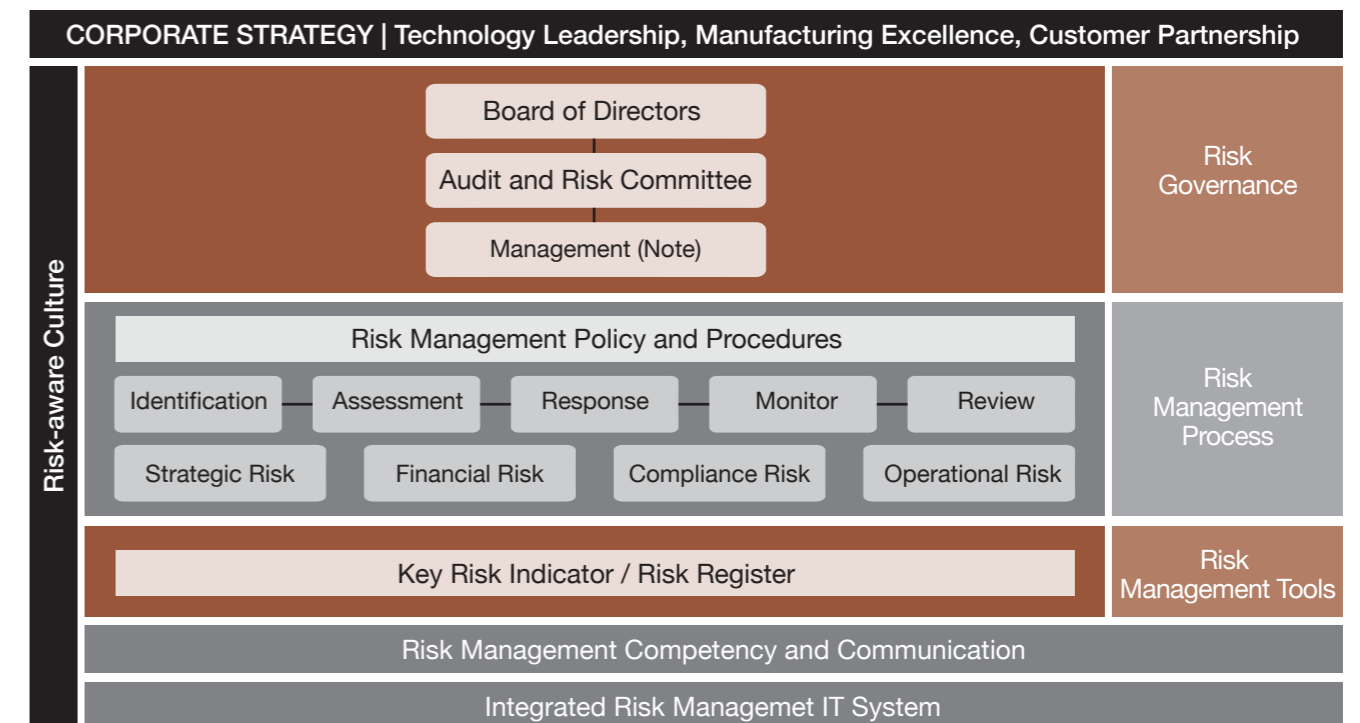 CORPORATE STRATEGY | Technology Leadership, Manufacturing Excellence, Customer Partnership
Risk-aware Culture
Board of Directors
Audit and Risk Committee
Management (Note)
Risk
Governance
Risk Management Policy and Procedures
Identification
Assessment
Response
Monitor
Review
Strategic Risk
Financial Risk
Compliance Risk
Operational Risk
Risk
Management
Process
Key Risk Indicator / Risk Register
Risk
Management Tools
Risk Management Competency and Communication
Integrated Risk Managemet IT System